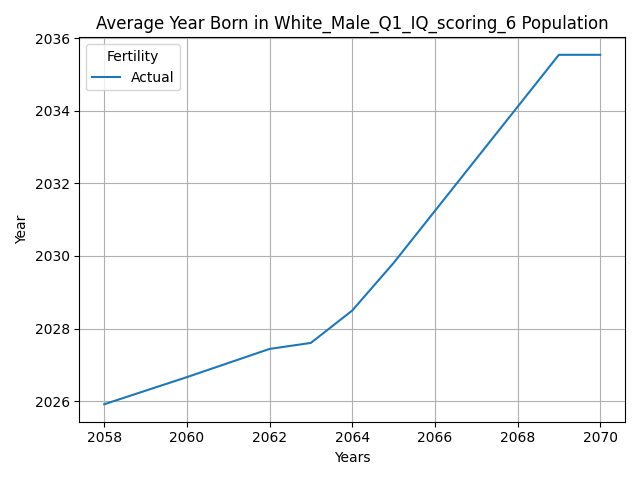 Average Year Born in White_Male_Q1_IQ_scoring_6 Population
Fertility
Actual
2036
2034
2032
2030
2028
2026
Year
2058 2060 2062 2064 2066 2068 2070
Years